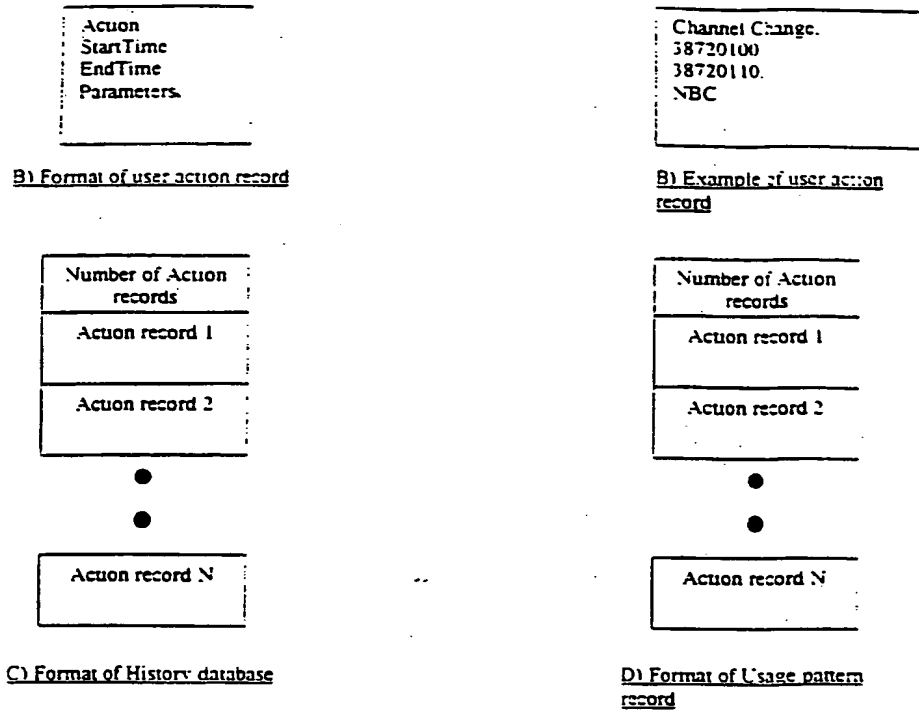 Action
StartTime
EndTime
Parameters.
B) Format of user action record
Channel Change.
38720100
38720110.
NBC
B) Example of user action
record
Number of Action
records
Action record 1
Action record 2
Action record N
C) Format of History database
Number of Action
records
Action record 1
Action record 2
Action record N
D) Format of Usage pattern
record